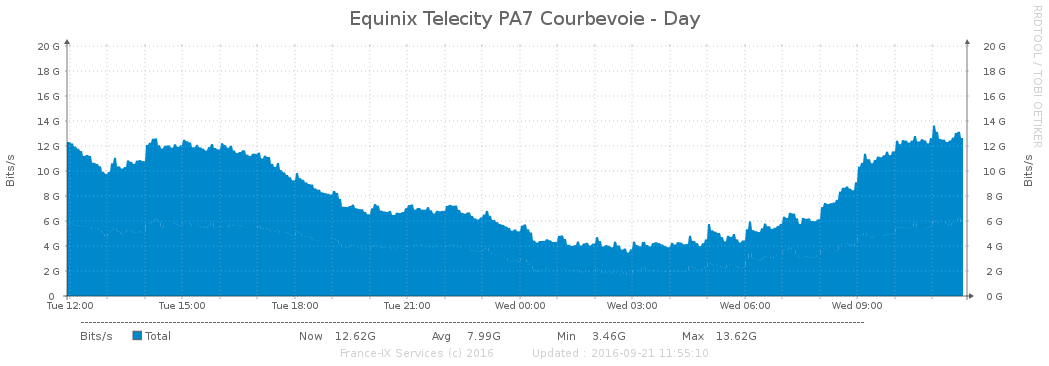 Equinix Telecity PA7 Courbevoie - Day
RRDTOOL / TOBI OETIKER
Bits/s
20 G 20 G
18 G 18 G
16 G 16 G
14 G 14 G
12 G 12 G
10 G 10 G
8 G 8 G
6 G 6 G
4 G 4 G
2 G 2 G
0 0 G
Bits/s
Tue 12:00 Tue 15:00 Tue 18:00 Tue 21:00 Wed 00:00 Wed 03:00 Wed 06:00 Wed 09:00
Bits/s Total Now 12.62G Avg 7.99G Min 3.46G Max 13.62G
France-IX Services (c) 2016 Updated : 2016-09-21 11:55:10